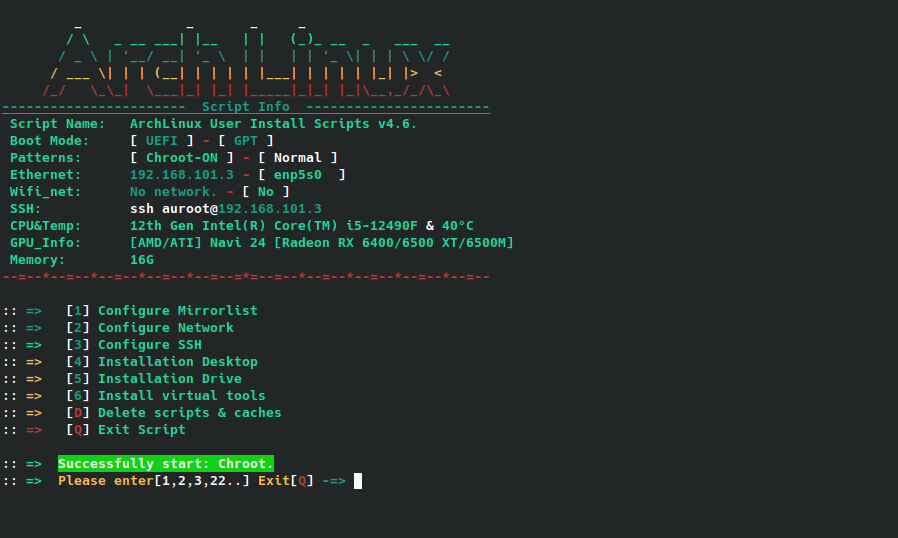 _             _       _     _
      / \   _ __ ___| |__   | |   (_)_ __  _   ___  __
     / _ \ | '__/ __| '_ \  | |   | | '_ \| | | \ \/ /
    / ___ \| | | (__| | | | | |___| | | | | |_| |>  <
   /_/   \_\_|  \___|_| |_| |_____|_|_| |_|\__,_/_/\_\
-----------------------  Script Info  -----------------------
Script Name:   ArchLinux User Install Scripts v4.6.
Boot Mode:     [ UEFI ] - [ GPT ]
Patterns:      [ Chroot-ON ] - [ Normal ]
Ethernet:      192.168.101.3 - [ enp5s0  ]
Wifi_net:      No network. - [ No ]
SSH:           ssh auroot@192.168.101.3
CPU&Temp:      12th Gen Intel(R) Core(TM) i5-12490F & 40°C
GPU_Info:      [AMD/ATI] Navi 24 [Radeon RX 6400/6500 XT/6500M]
Memory:        16G
--=--*--=--*--=--*--=--*--=--*=--=--*--=--*--=--*--=--*--=--
:: =>   [1] Configure Mirrorlist
:: =>   [2] Configure Network
:: =>   [3] Configure SSH
:: =>   [4] Installation Desktop
:: =>   [5] Installation Drive
:: =>   [6] Install virtual tools
:: =>   [D] Delete scripts & caches
:: =>   [Q] Exit Script
:: =>  Successfully start: Chroot.
:: =>  Please enter[1,2,3,22..] Exit[Q] -=>